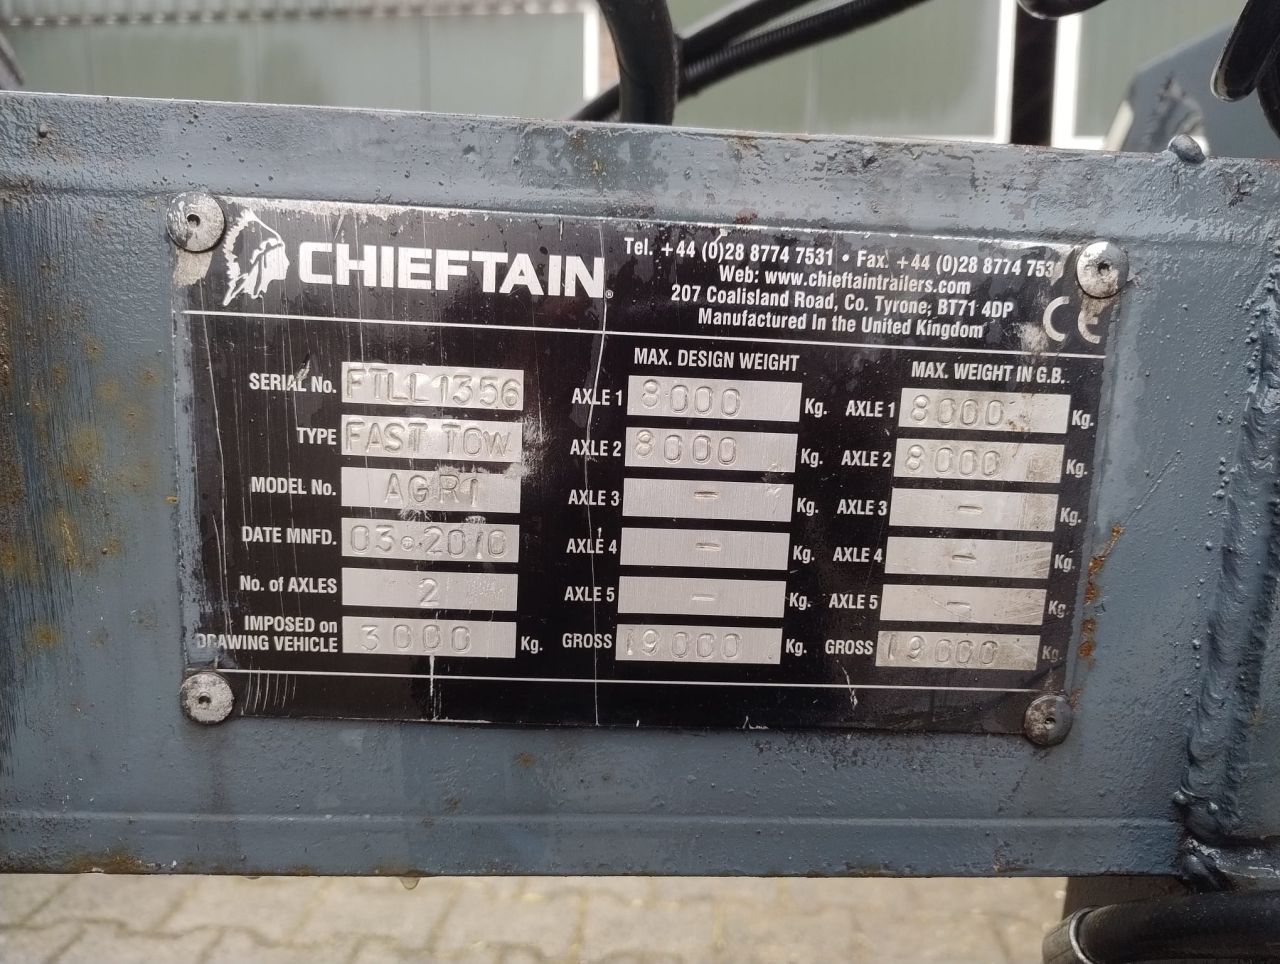 CHIEFTAIN®
Tel. +44 (0)28 8774 7531 • Fax. +44 (0)28 8774 753
Web: www.chieftaintrailers.com
207 Coalisland Road, Co. Tyrone; BT71 4DP
Manufactured In the United Kingdom
CE
MAX. DESIGN WEIGHT MAX. WEIGHT IN G.B.
SERIAL No. FTLL1356 AXLE 1 8000 Kg. AXLE 1 8000 Kg.
TYPE FAST TOW AXLE 2 8000 Kg. AXLE 2 8000 Kg.
MODEL No. AGR1 AXLE 3 - Kg. AXLE 3 - Kg.
DATE MNFD. 03.2010 AXLE 4 - Kg. AXLE 4 - Kg.
No. of AXLES 2 AXLE 5 - Kg. AXLE 5 - Kg.
IMPOSED on
DRAWING VEHICLE 3000 Kg. GROSS 19000 Kg. GROSS 19000 Kg.